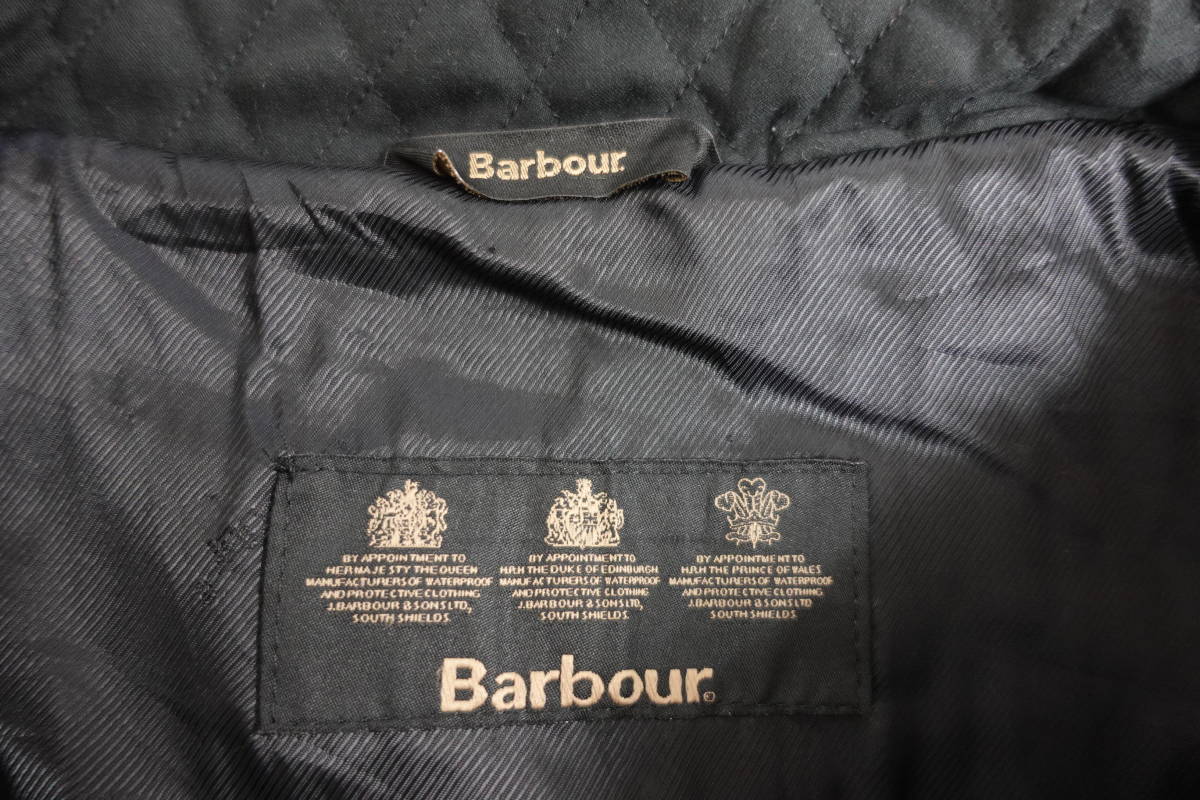 Barbour.
BY APPOINTMENT TO
HER MAJESTY THE QUEEN
MANUFACTURERS OF WATERPROOF
AND PROTECTIVE CLOTHING
J.BARBOUR & SONS LTD,
SOUTH SHIELDS.
BY APPOINTMENT TO
H.R.H THE DUKE OF EDINBURGH
MANUFACTURERS OF WATERPROOF
AND PROTECTIVE CLOTHING
J.BARBOUR & SONS LTD.
SOUTH SHIELDS.
BY APPOINTMENT TO
H.R.H THE PRINCE OF WALES
MANUFACTURERS OF WATERPROOF
AND PROTECTIVE CLOTHING
J.BARBOUR & SONS LTD
SOUTH SHIELDS.
Barbour®